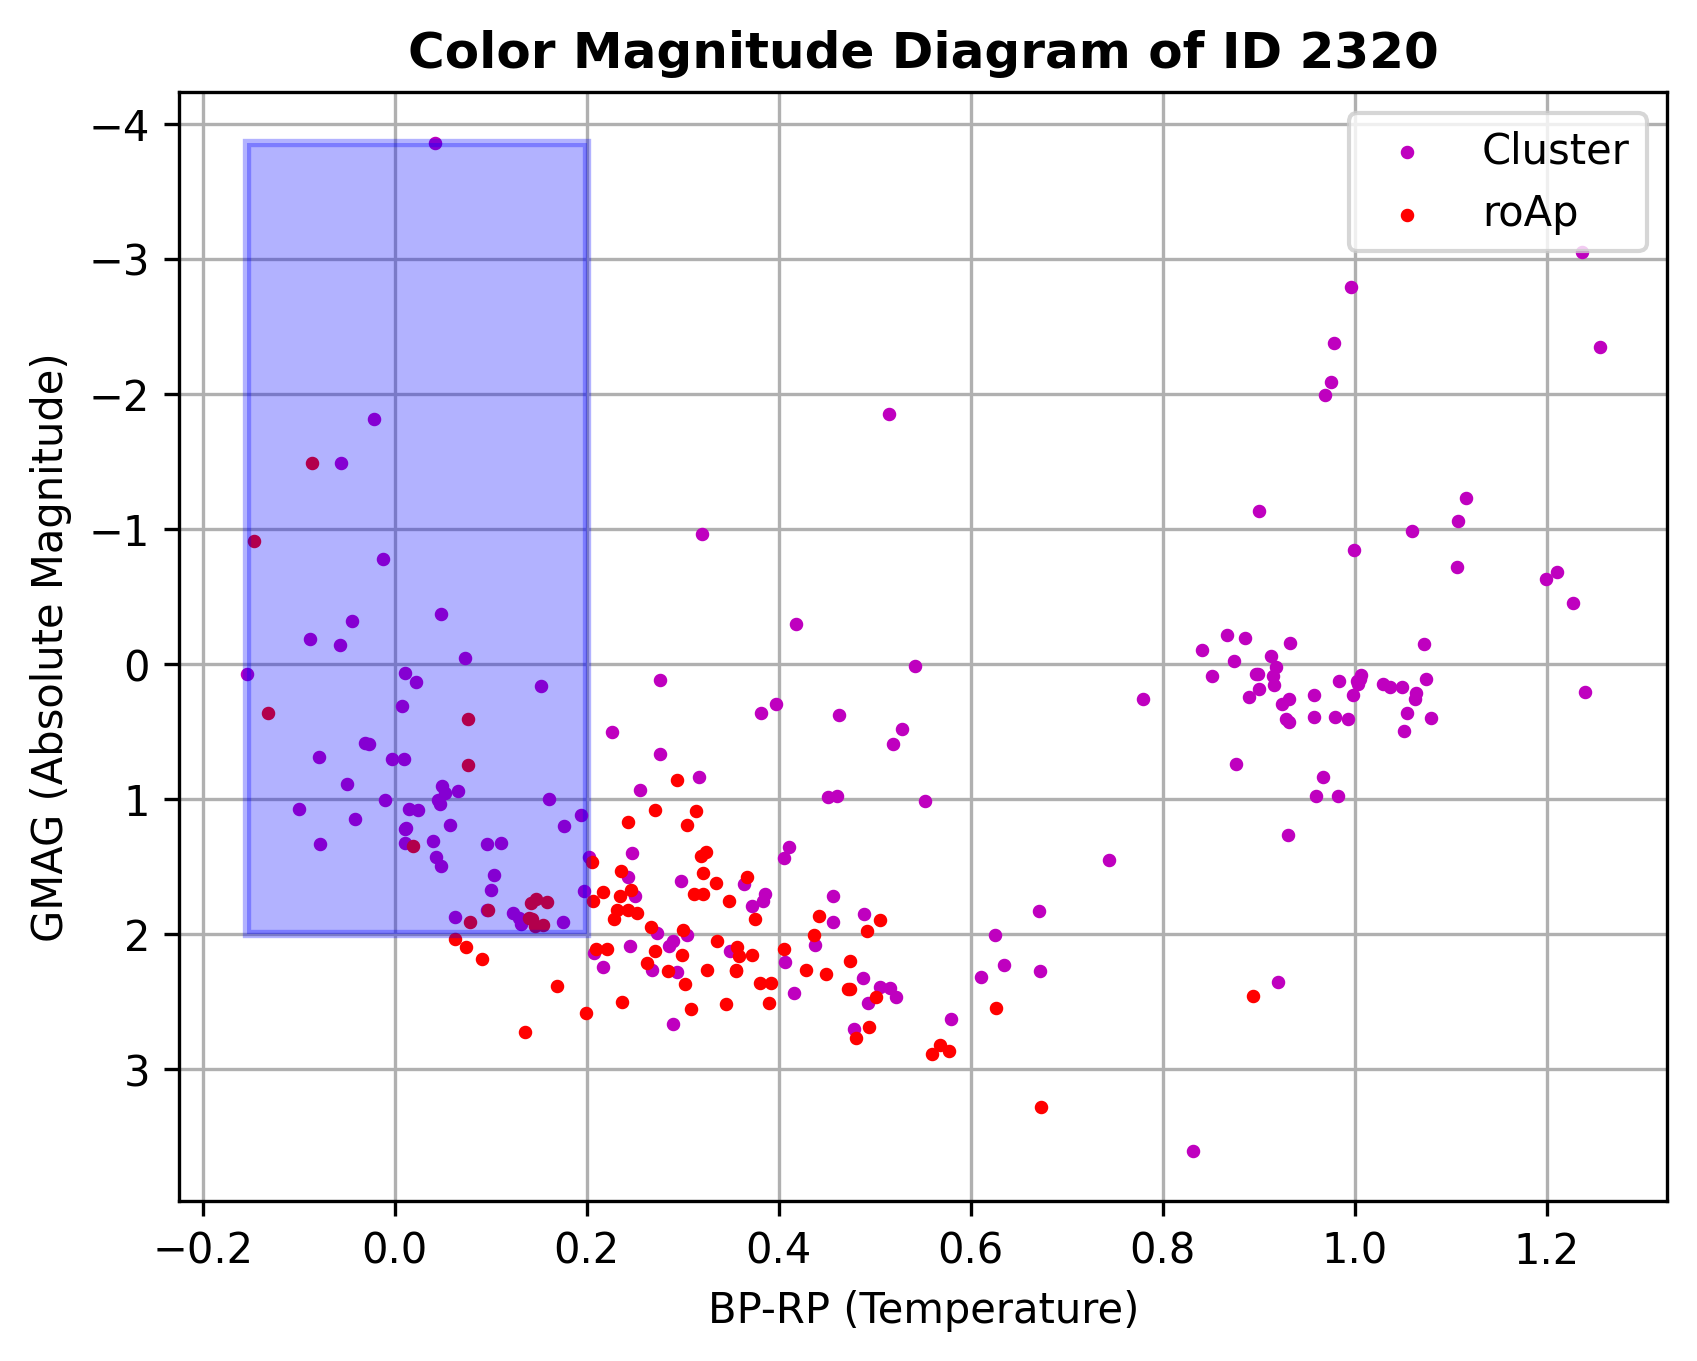 Color Magnitude Diagram of ID 2320
−4
−3
−2
−1
0
1
2
3
GMAG (Absolute Magnitude)
Cluster
roAp
−0.2 0.0 0.2 0.4 0.6 0.8 1.0 1.2
BP-RP (Temperature)